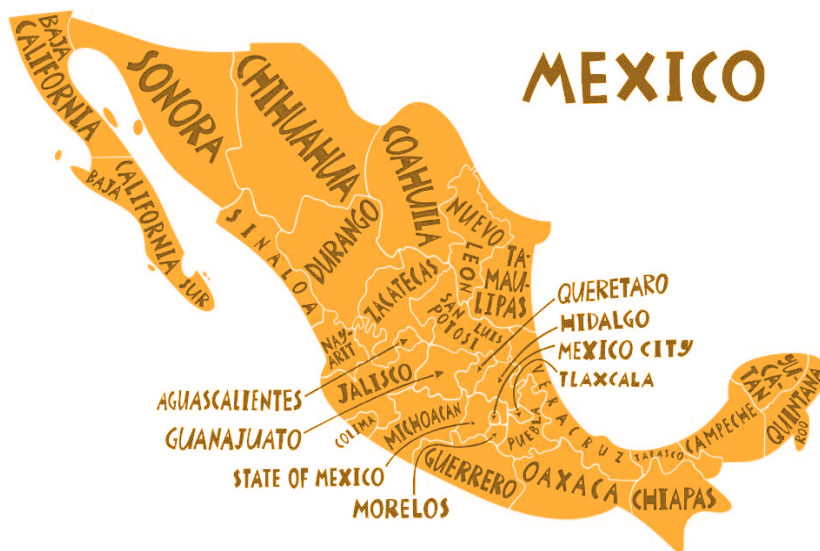 MEXICO
BAJA
CALIFORNIA
SONORA
CHIHUAHUA
COAHUILA
BAJA
CALIFORNIA SUR
SINALOA
DURANGO
NUEVO
LEÓN
TA-
MAU-
LIPAS
ZACATECAS
SAN LUIS
POTOSI
NAY-
ARIT
QUERETARO
HIDALGO
MEXICO CITY
TLAXCALA
AGUASCALIENTES
JALISCO
GUANAJUATO
COLIMA
MICHOACAN
STATE OF MEXICO
MORELOS
GUERRERO
PUEBLA
VERACRUZ
OAXACA
TABASCO
CHIAPAS
CAMPECHE
YU-
CA-
TAN
QUINTANA
ROO